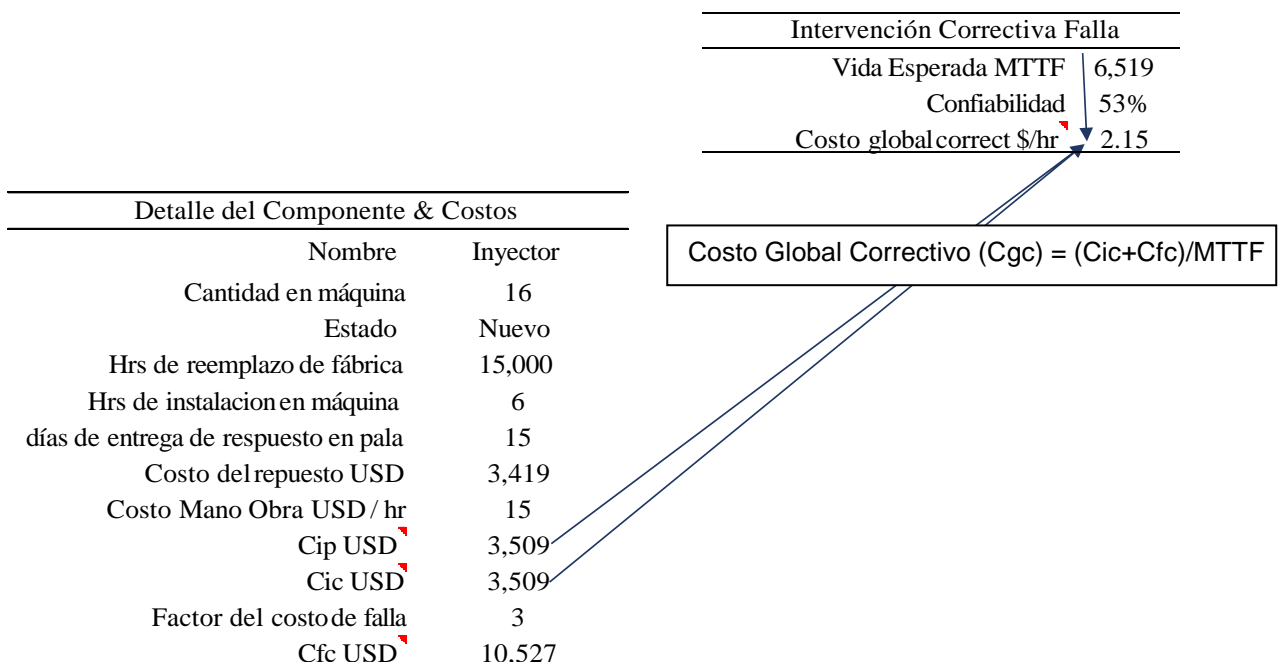 Intervención Correctiva Falla
Vida Esperada MTTF 6,519
Confiabilidad 53%
Costo global correct $/hr 2.15
Detalle del Componente & Costos
Nombre Inyector
Costo Global Correctivo (Cgc) = (Cic+Cfc)/MTTF
Cantidad en máquina 16
Estado Nuevo
Hrs de reemplazo de fábrica 15,000
Hrs de instalacion en máquina 6
días de entrega de respuesto en pala 15
Costo del repuesto USD 3,419
Costo Mano Obra USD / hr 15
Cip USD 3,509
Cic USD 3,509
Factor del costo de falla 3
Cfc USD 10,527